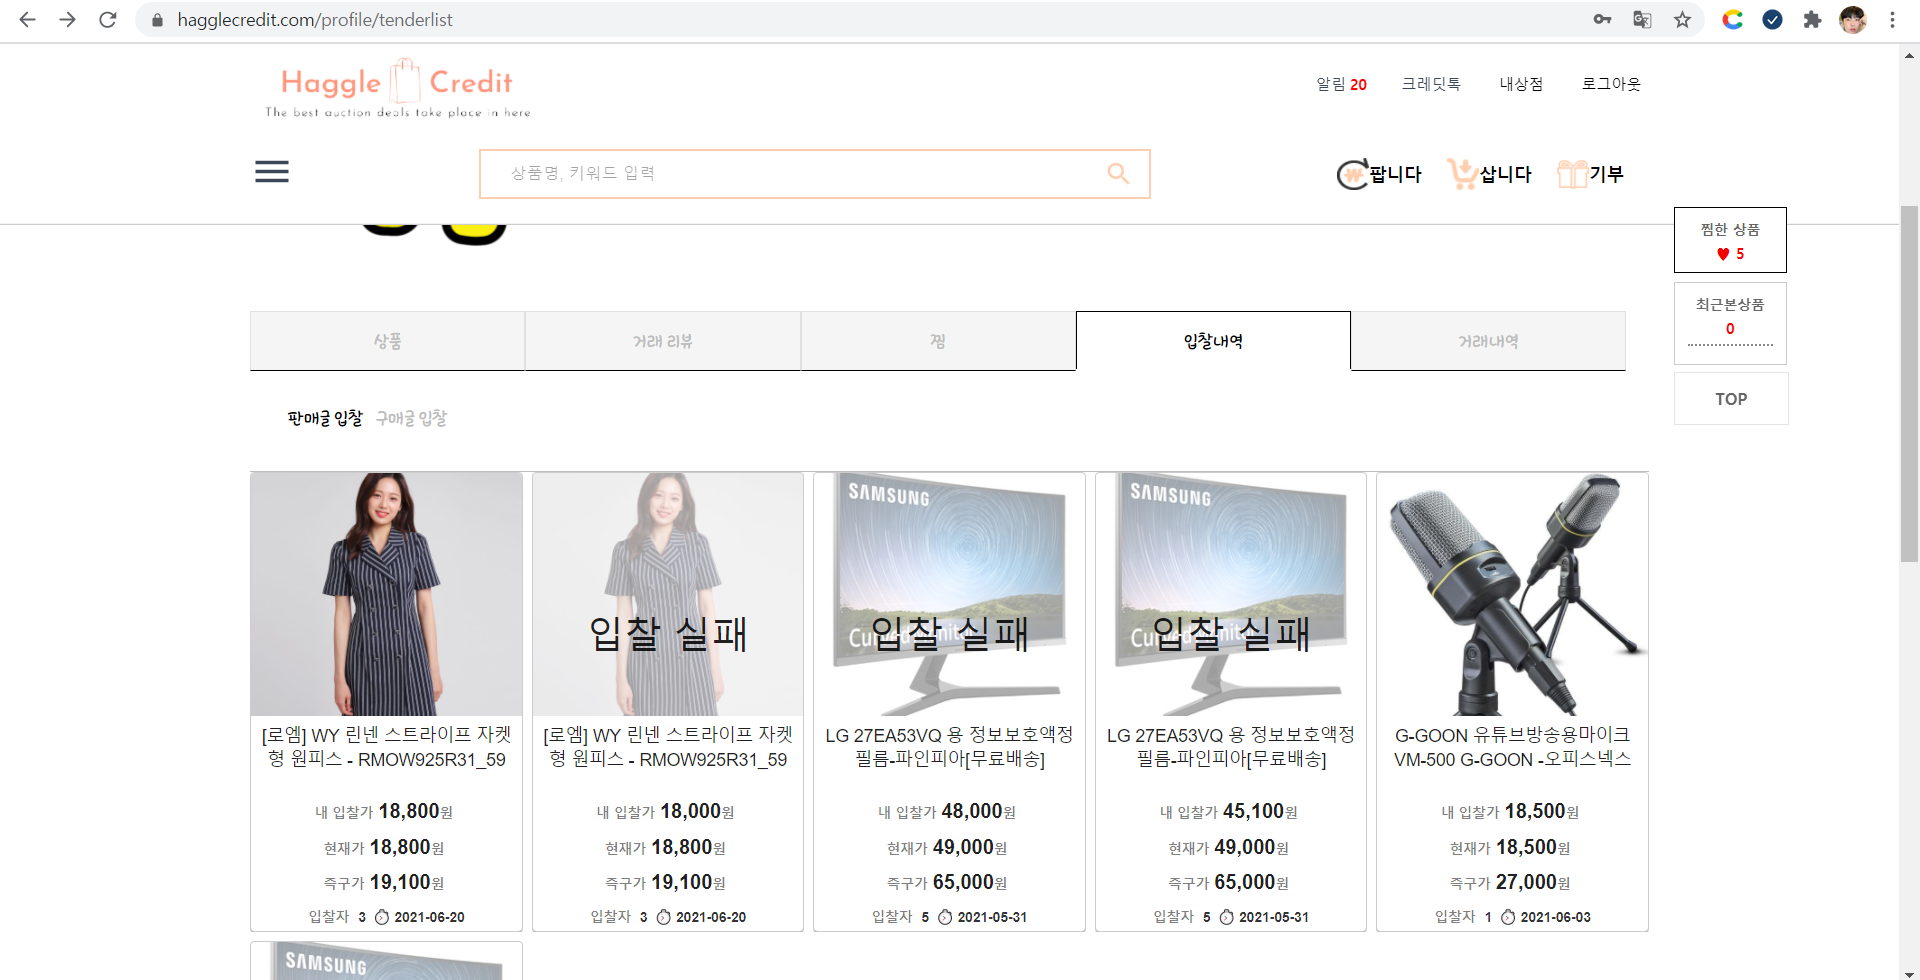 hagglecredit.com/profile/tenderlist
Haggle Credit
The best auction deals take place in here
알림 20 크레딧톡 내상점 로그아웃
상품명, 키워드 입력
팝니다 삽니다 기부
찜한 상품
♥ 5
최근본상품
0
TOP
상품 거래 리뷰 찜 입찰내역 거래내역
판매글 입찰 구매글 입찰
입찰 실패
SAMSUNG
입찰 실패
SAMSUNG
입찰 실패
[로엠] WY 린넨 스트라이프 자켓
형 원피스 - RMOW925R31_59
내 입찰가 18,800원
현재가 18,800원
즉구가 19,100원
입찰자 3 2021-06-20
[로엠] WY 린넨 스트라이프 자켓
형 원피스 - RMOW925R31_59
내 입찰가 18,000원
현재가 18,800원
즉구가 19,100원
입찰자 3 2021-06-20
LG 27EA53VQ 용 정보보호액정
필름-파인피아[무료배송]
내 입찰가 48,000원
현재가 49,000원
즉구가 65,000원
입찰자 5 2021-05-31
LG 27EA53VQ 용 정보보호액정
필름-파인피아[무료배송]
내 입찰가 45,100원
현재가 49,000원
즉구가 65,000원
입찰자 5 2021-05-31
G-GOON 유튜브방송용마이크
VM-500 G-GOON -오피스넥스
내 입찰가 18,500원
현재가 18,500원
즉구가 27,000원
입찰자 1 2021-06-03
SAMSUNG